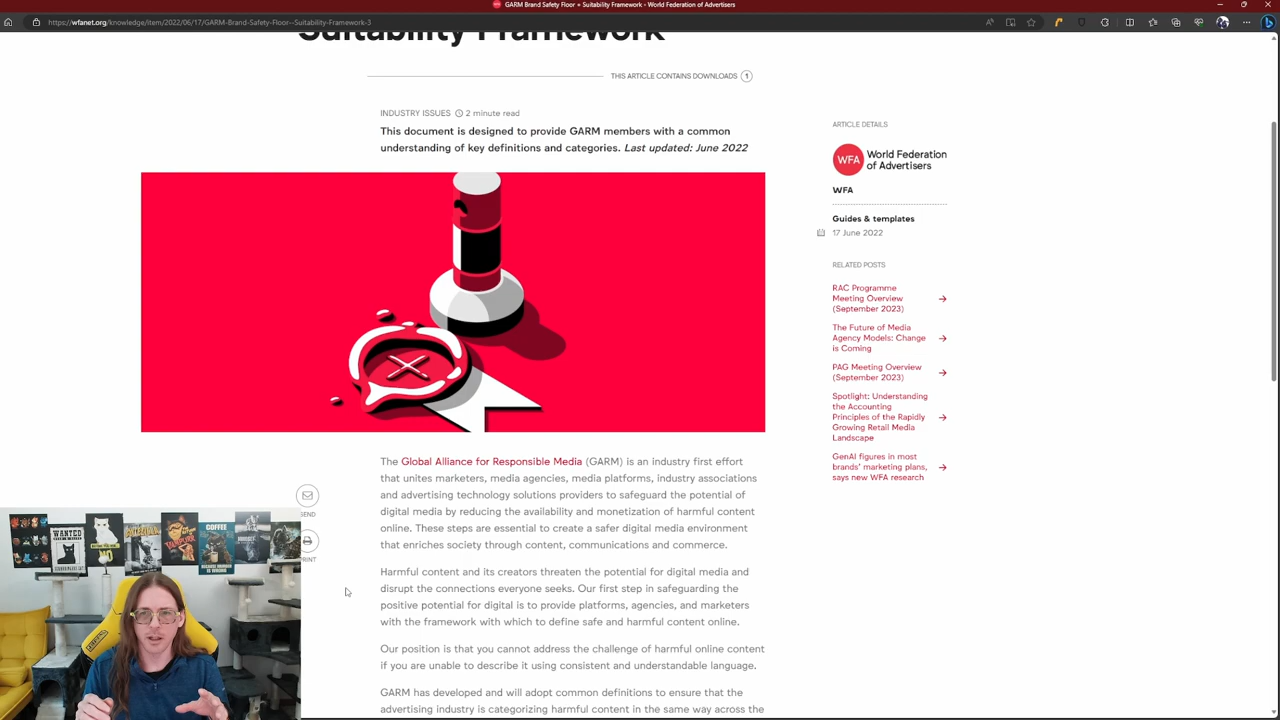 GARM Brand Safety Floor + Suitability Framework - World Federation of Advertisers
https://wfanet.org/knowledge/item/2022/06/17/GARM-Brand-Safety-Floor--Suitability-Framework-3
Suitability Framework
THIS ARTICLE CONTAINS DOWNLOADS 1
INDUSTRY ISSUES 2 minute read
This document is designed to provide GARM members with a common
understanding of key definitions and categories. Last updated: June 2022
The Global Alliance for Responsible Media (GARM) is an industry first effort
that unites marketers, media agencies, media platforms, industry associations
and advertising technology solutions providers to safeguard the potential of
digital media by reducing the availability and monetization of harmful content
online. These steps are essential to create a safer digital media environment
that enriches society through content, communications and commerce.
Harmful content and its creators threaten the potential for digital media and
disrupt the connections everyone seeks. Our first step in safeguarding the
positive potential for digital is to provide platforms, agencies, and marketers
with the framework with which to define safe and harmful content online.
Our position is that you cannot address the challenge of harmful online content
if you are unable to describe it using consistent and understandable language.
GARM has developed and will adopt common definitions to ensure that the
advertising industry is categorizing harmful content in the same way across the
SEND
PRINT
ARTICLE DETAILS
WFA World Federation
of Advertisers
WFA
Guides & templates
17 June 2022
RELATED POSTS
RAC Programme
Meeting Overview
(September 2023)
The Future of Media
Agency Models: Change
is Coming
PAG Meeting Overview
(September 2023)
Spotlight: Understanding
the Accounting
Principles of the Rapidly
Growing Retail Media
Landscape
GenAI figures in most
brands' marketing plans,
says new WFA research
WANTED
COFFEE